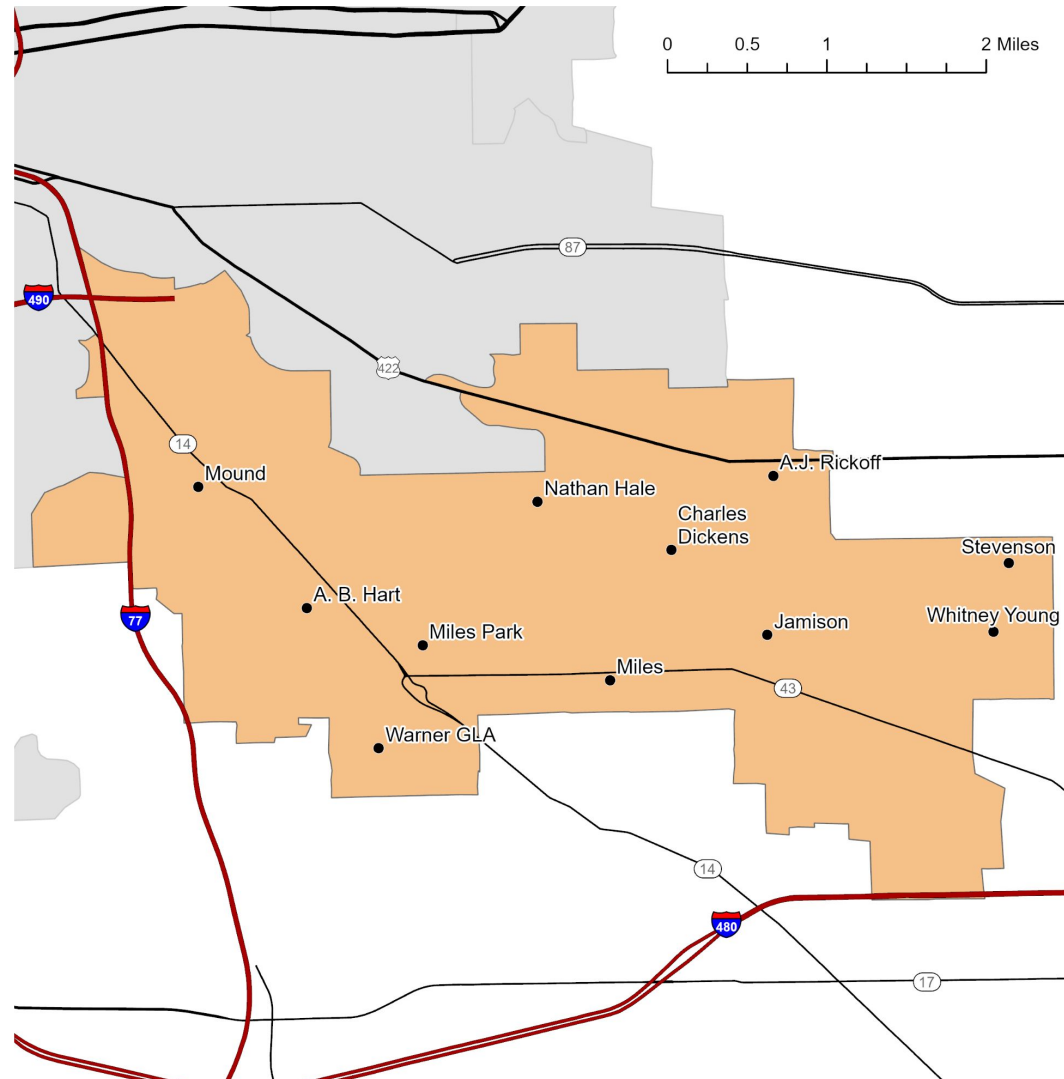 0 0.5 1 2 Miles
87
490
422
14
A.J. Rickoff
Mound
Nathan Hale
Charles
Dickens
Stevenson
A. B. Hart
77
Miles Park
Jamison
Whitney Young
Miles
43
Warner GLA
14
480
17